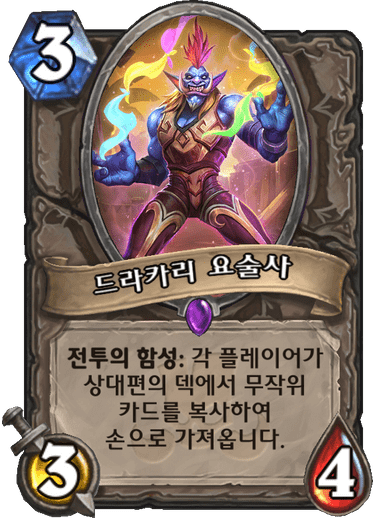 3
드라카리 요술사
전투의 함성: 각 플레이어가
상대편의 덱에서 무작위
카드를 복사하여
손으로 가져옵니다.
3
4